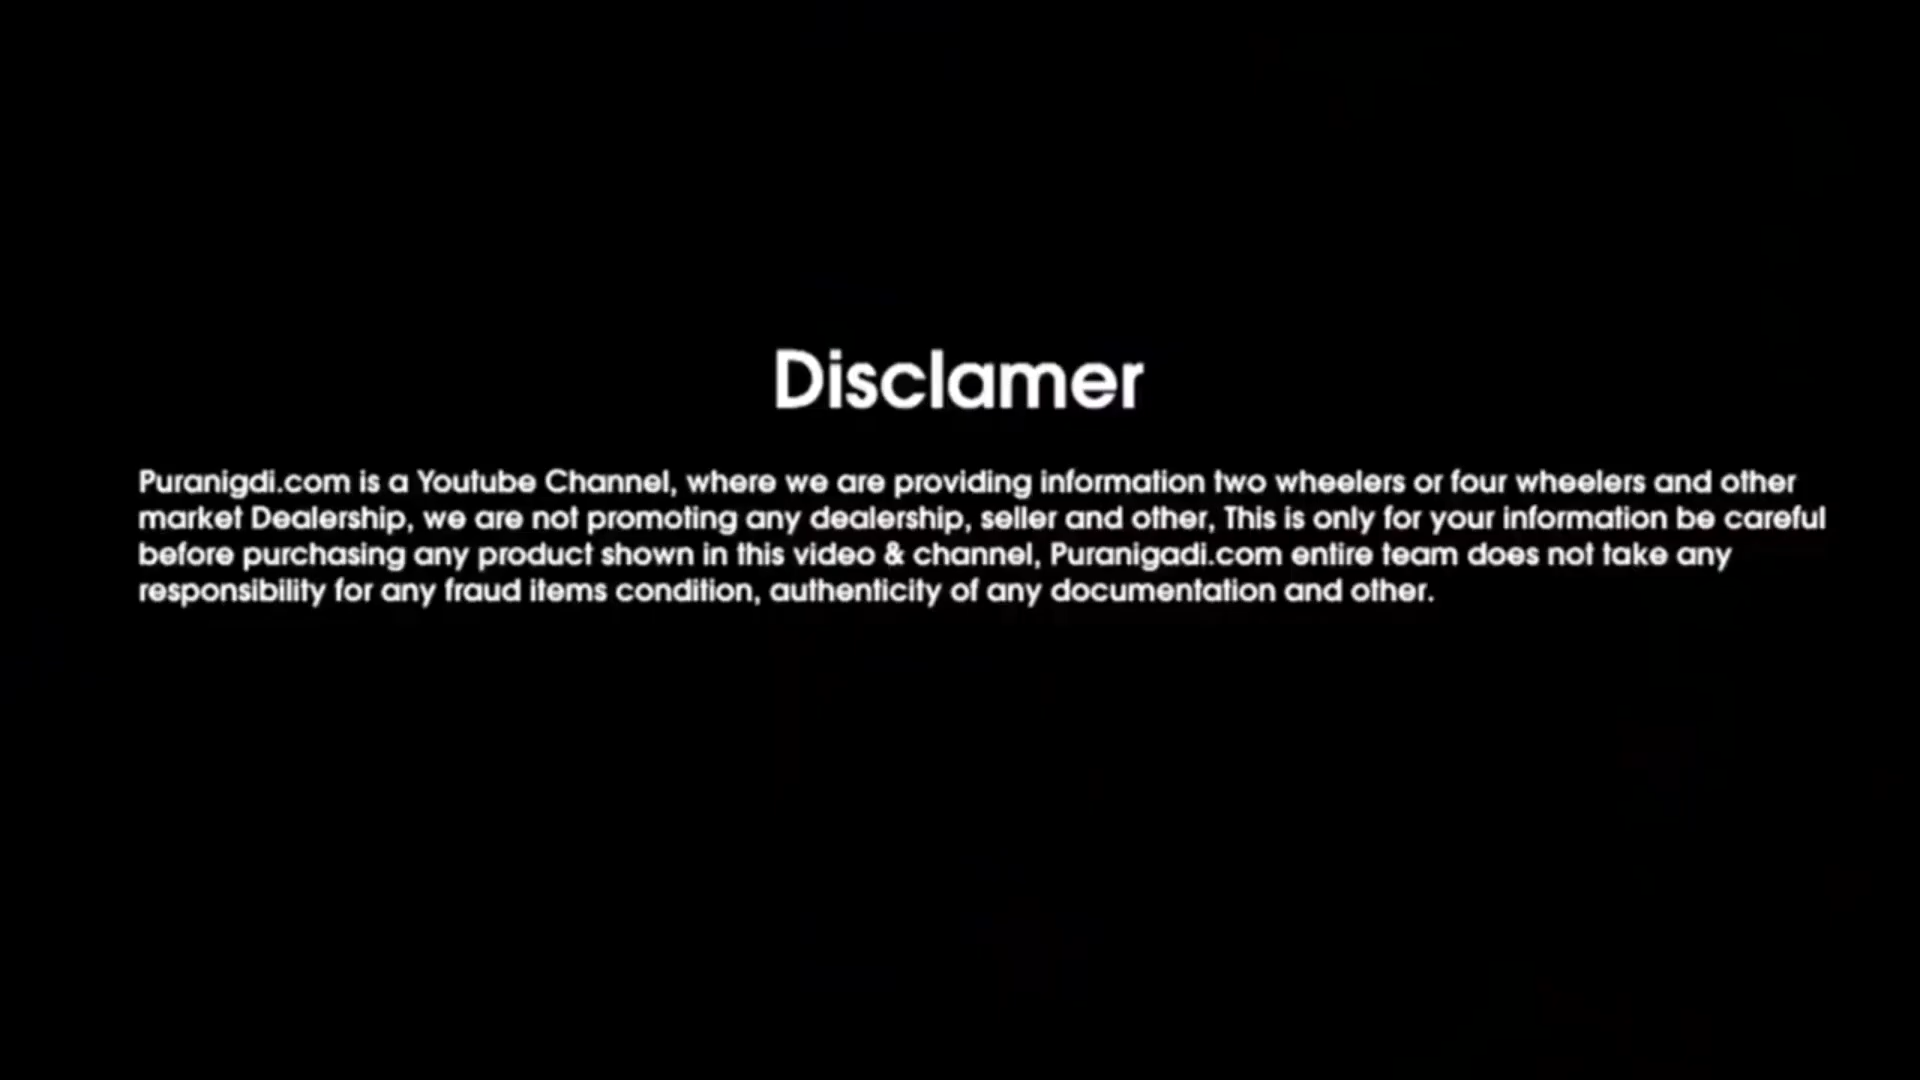 Disclamer
Puranigdi.com is a Youtube Channel, where we are providing information two wheelers or four wheelers and other
market Dealership, we are not promoting any dealership, seller and other, This is only for your information be careful
before purchasing any product shown in this video & channel, Puranigadi.com entire team does not take any
responsibility for any fraud items condition, authenticity of any documentation and other.